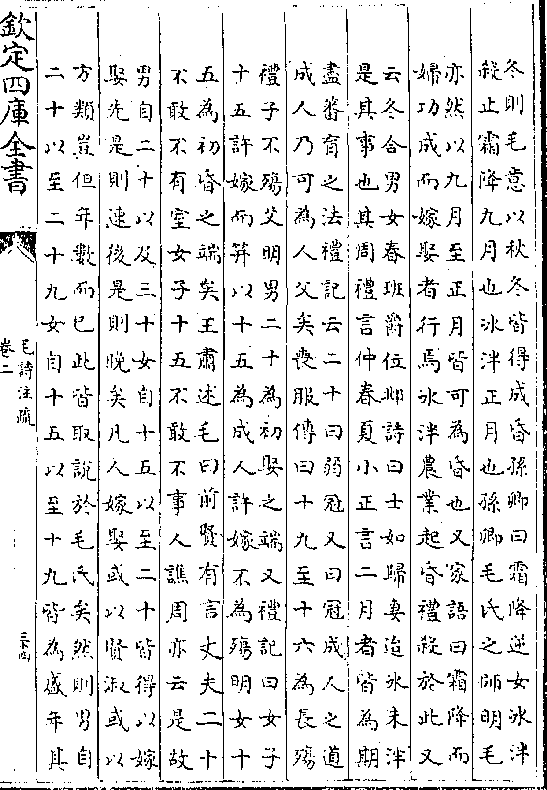 冬則毛意以秋冬皆得成昏孫卿曰霜降逆女冰泮
殺止霜降九月也冰泮正月也孫卿毛氏之師明毛
亦然以九月至正月皆可為昏也又家語曰霜降而
婦功成而嫁娶者行焉冰泮農業起昏禮殺於此又
云冬合男女春班爵位邶詩曰士如歸妻迨冰未泮
是其事也其周禮言仲春夏小正言二月者皆為期
盡蕃育之法禮記云二十曰弱冠又曰冠成人之道
成人乃可為人父矣喪服傳曰十九至十六為長殤
禮子不殤父明男二十為初娶之端又禮記曰女子
十五許嫁而笄以十五為成人許嫁不為殤明女十
五為初昏之端矣王肅述毛曰前賢有言丈夫二十
不敢不有室女子十五不敢不事人譙周亦云是故
男自二十以及三十女自十五以至二十皆得以嫁
娶先是則速後是則晚矣凡人嫁娶或以賢淑或以
方類豈但年數而已此皆取說於毛氏矣然則男自
二十以至二十九女自十五以至十九皆為盛年其
欽定四庫全書
毛詩注疏
卷二
三十四